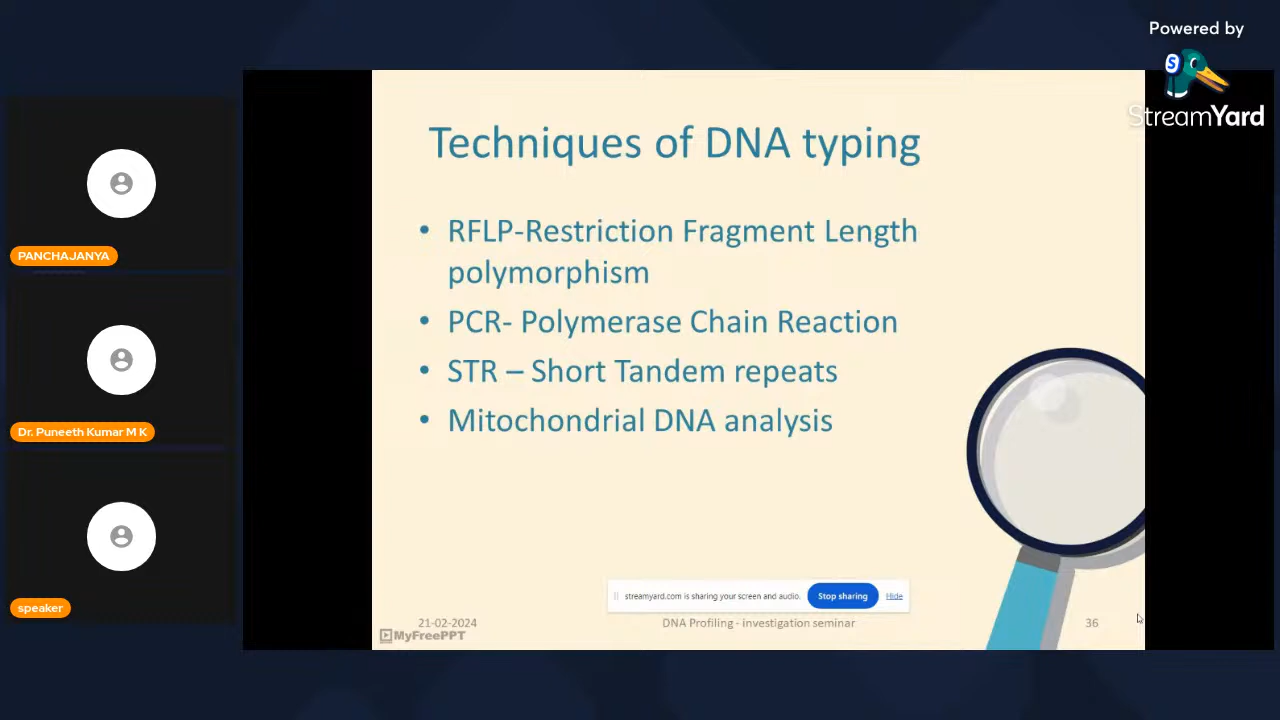 Powered by
StreamYard
PANCHAJANYA
Dr. Puneeth Kumar M K
speaker
Techniques of DNA typing
• RFLP-Restriction Fragment Length
polymorphism
• PCR- Polymerase Chain Reaction
• STR – Short Tandem repeats
• Mitochondrial DNA analysis
streamyard.com is sharing your screen and audio. Stop sharing Hide
21-02-2024 DNA Profiling - investigation seminar 36
MyFreePPT